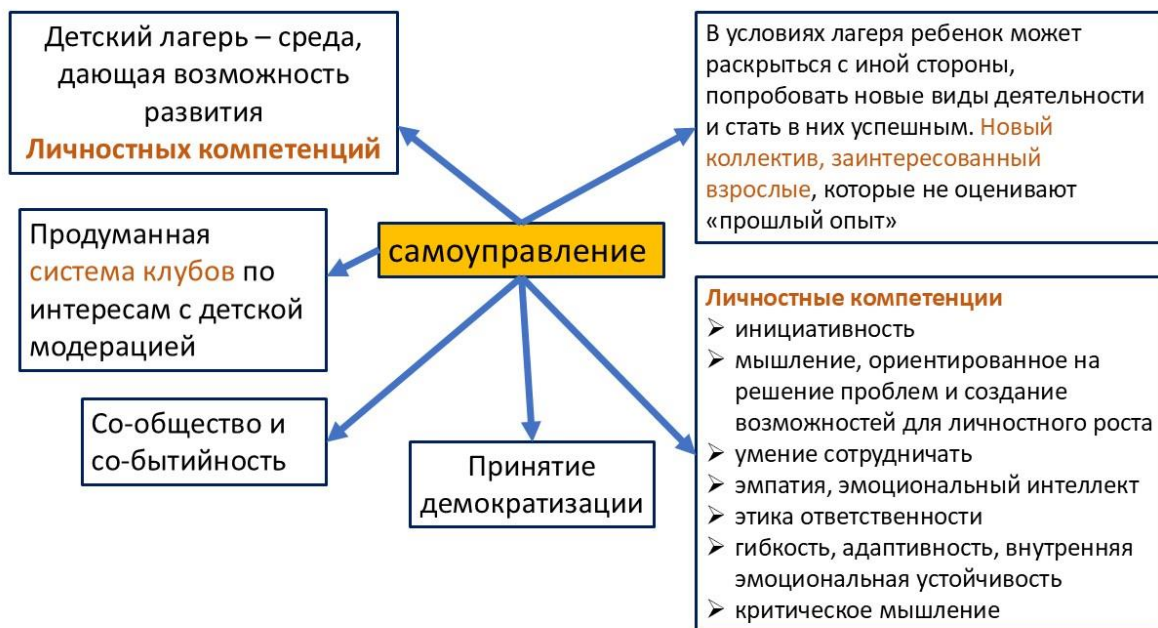 Детский лагерь – среда,
дающая возможность
развития
Личностных компетенций
В условиях лагеря ребенок может
раскрыться с иной стороны,
попробовать новые виды деятельности
и стать в них успешным. Новый
коллектив, заинтересованный
взрослые, которые не оценивают
«прошлый опыт»
самоуправление
Продуманная
система клубов по
интересам с детской
модерацией
Со-общество и
со-бытийность
Принятие
демократизации
Личностные компетенции
➢ инициативность
➢ мышление, ориентированное на
решение проблем и создание
возможностей для личностного роста
➢ умение сотрудничать
➢ эмпатия, эмоциональный интеллект
➢ этика ответственности
➢ гибкость, адаптивность, внутренняя
эмоциональная устойчивость
➢ критическое мышление